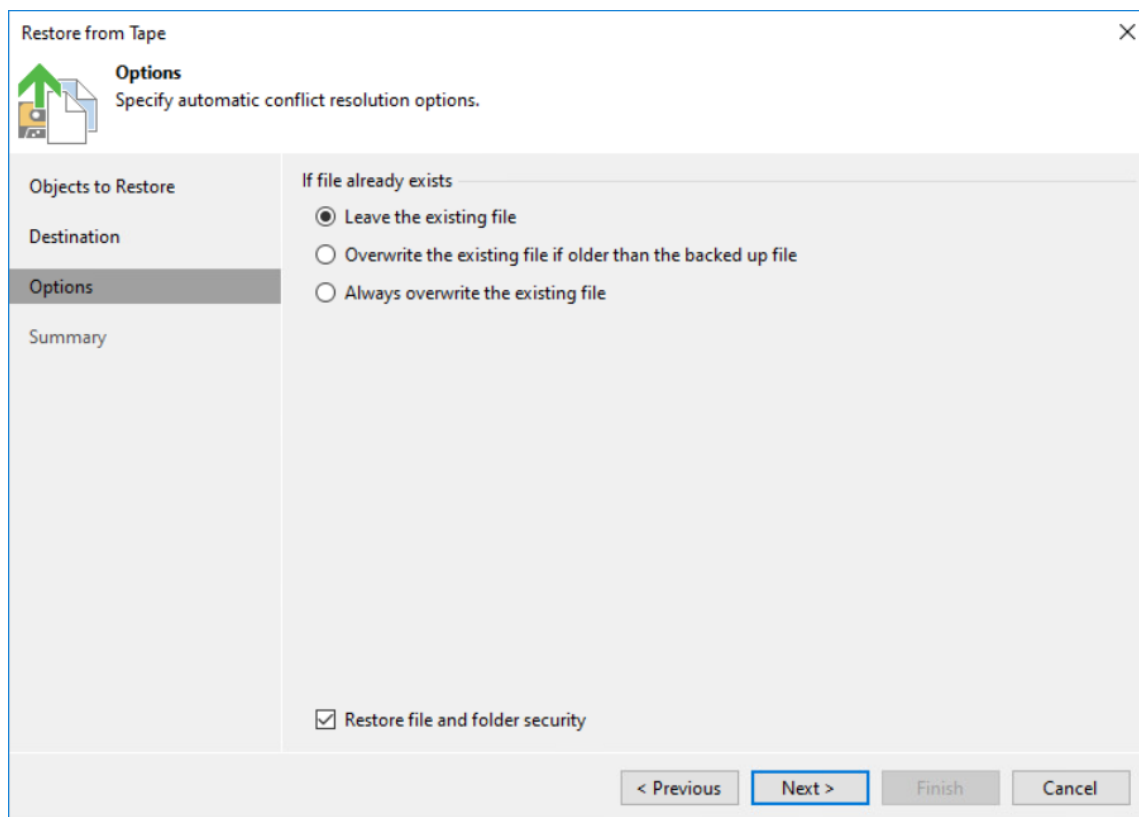 Restore from Tape
Options
Specify automatic conflict resolution options.
Objects to Restore
Destination
Options
Summary
If file already exists
Leave the existing file
Overwrite the existing file if older than the backed up file
Always overwrite the existing file
Restore file and folder security
< Previous
Next >
Finish
Cancel